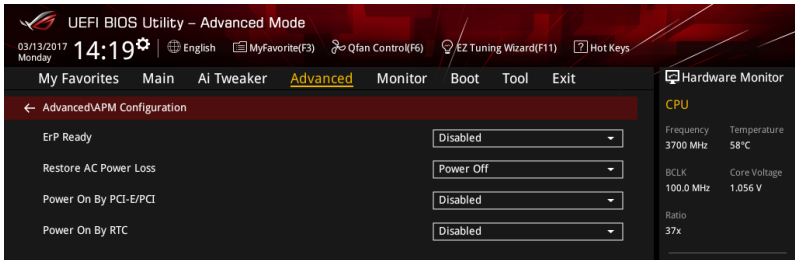 UEFI BIOS Utility – Advanced Mode
03/13/2017 Monday 14:19 English MyFavorite(F3) Qfan Control(F6) EZ Tuning Wizard(F11) ? Hot Keys
My Favorites Main Ai Tweaker Advanced Monitor Boot Tool Exit
← Advanced\APM Configuration
ErP Ready Disabled
Restore AC Power Loss Power Off
Power On By PCI-E/PCI Disabled
Power On By RTC Disabled
Hardware Monitor
CPU
Frequency Temperature
3700 MHz 58°C
BCLK Core Voltage
100.0 MHz 1.056 V
Ratio
37x